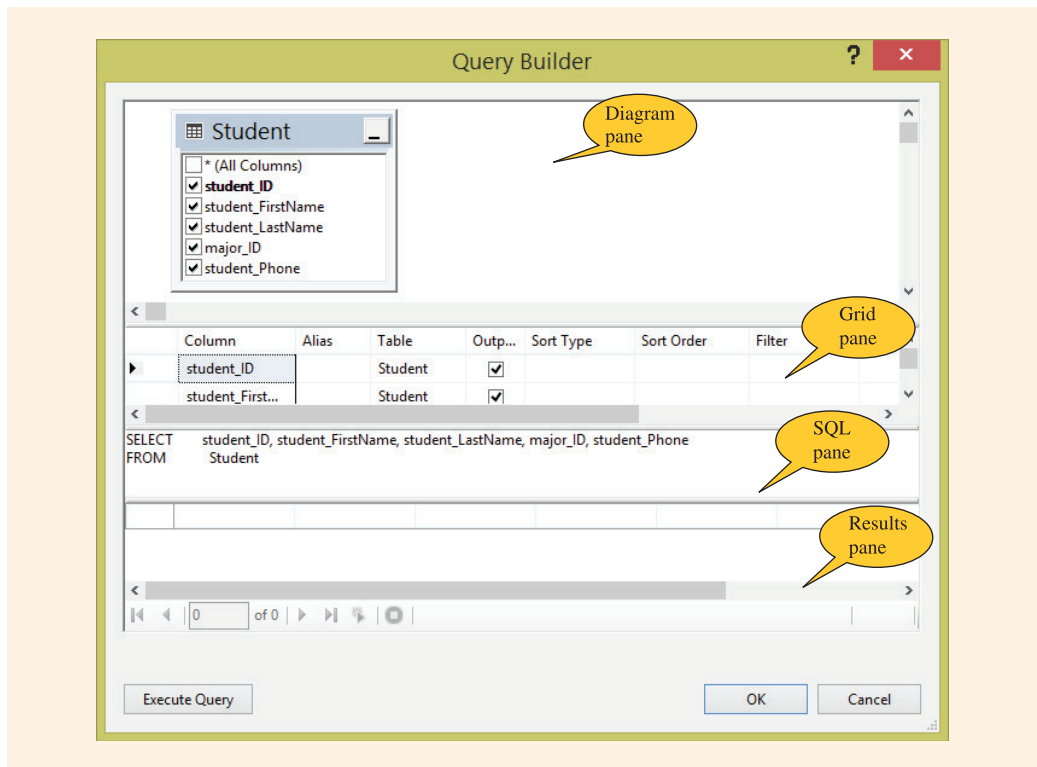 Query Builder
?
Diagram
pane
Student
* (All Columns)
student_ID
student_FirstName
student_LastName
major_ID
student_Phone
Grid
pane
Column Alias Table Outp... Sort Type Sort Order Filter
student_ID Student
student_First... Student
SQL
pane
SELECT student_ID, student_FirstName, student_LastName, major_ID, student_Phone
FROM Student
Results
pane
0 of 0
Execute Query OK Cancel